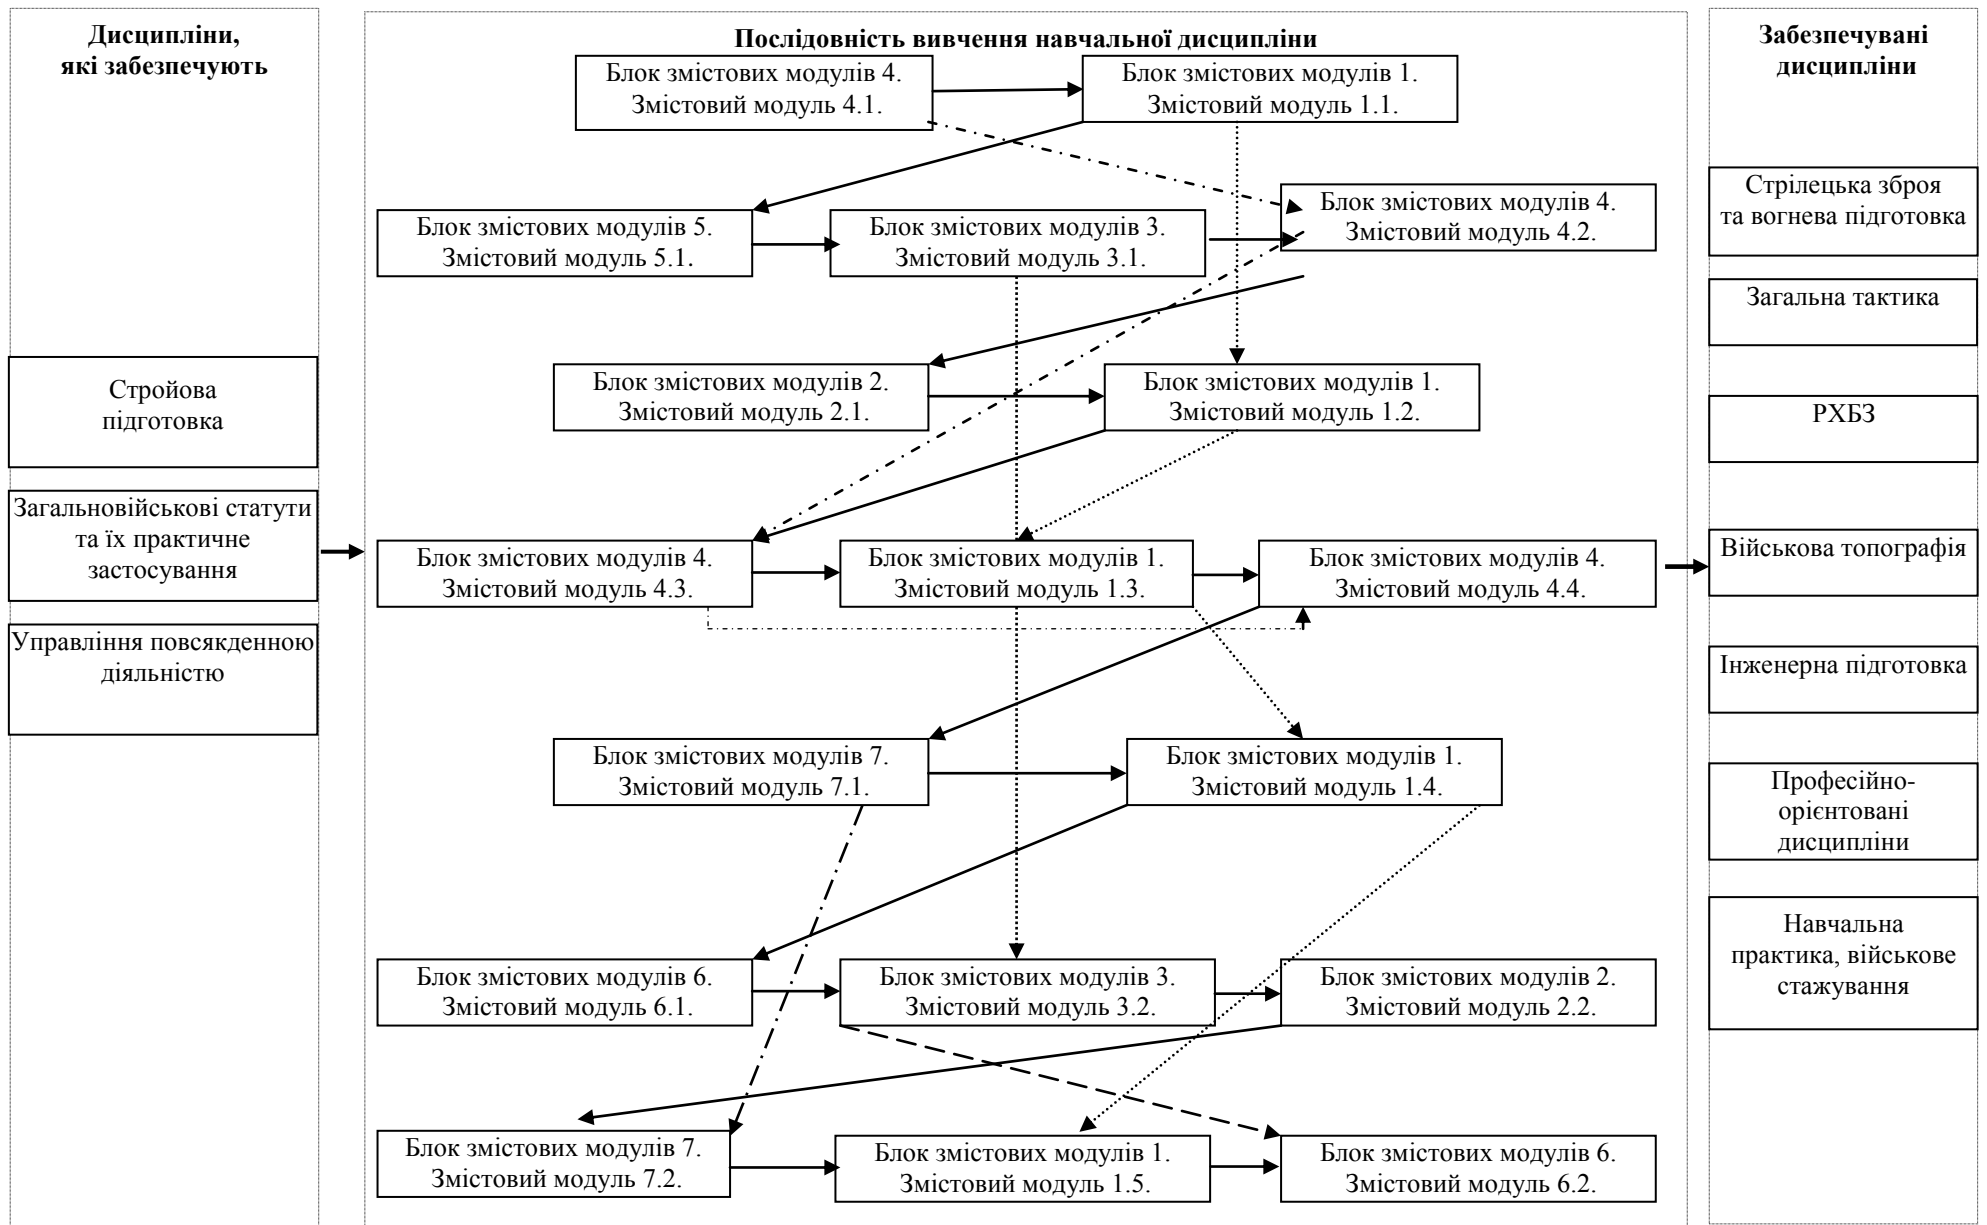 Дисципліни,
які забезпечують
Стройова
підготовка
Загальновійськові статути
та їх практичне
застосування
Управління повсякденною
діяльністю
Послідовність вивчення навчальної дисципліни
Блок змістових модулів 4.
Змістовий модуль 4.1.
Блок змістових модулів 1.
Змістовий модуль 1.1.
Блок змістових модулів 5.
Змістовий модуль 5.1.
Блок змістових модулів 3.
Змістовий модуль 3.1.
Блок змістових модулів 4.
Змістовий модуль 4.2.
Блок змістових модулів 2.
Змістовий модуль 2.1.
Блок змістових модулів 1.
Змістовий модуль 1.2.
Блок змістових модулів 4.
Змістовий модуль 4.3.
Блок змістових модулів 1.
Змістовий модуль 1.3.
Блок змістових модулів 4.
Змістовий модуль 4.4.
Блок змістових модулів 7.
Змістовий модуль 7.1.
Блок змістових модулів 1.
Змістовий модуль 1.4.
Блок змістових модулів 6.
Змістовий модуль 6.1.
Блок змістових модулів 3.
Змістовий модуль 3.2.
Блок змістових модулів 2.
Змістовий модуль 2.2.
Блок змістових модулів 7.
Змістовий модуль 7.2.
Блок змістових модулів 1.
Змістовий модуль 1.5.
Блок змістових модулів 6.
Змістовий модуль 6.2.
Забезпечувані
дисципліни
Стрілецька зброя
та вогнева підготовка
Загальна тактика
РХБЗ
Військова топографія
Інженерна підготовка
Професійно-
орієнтовані
дисципліни
Навчальна
практика, військове
стажування